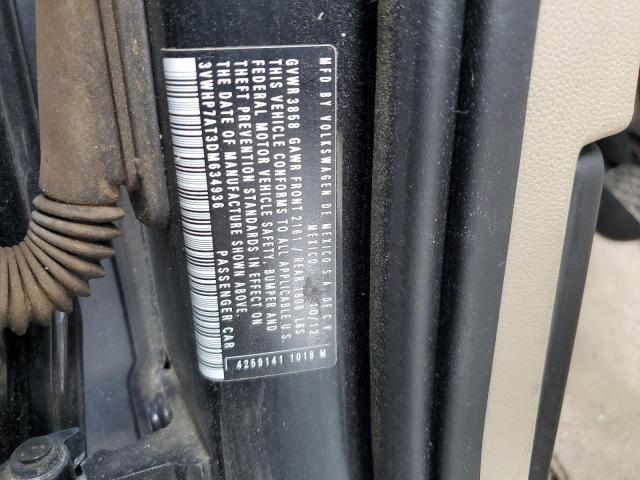 MFD BY VOLKSWAGEN DE MEXICO S.A. DE C.V.
MEXICO 10/12
GVWR 3858 GAWR FRONT 2161/ REAR 1808 LBS
THIS VEHICLE CONFORMS TO ALL APPLICABLE U.S.
FEDERAL MOTOR VEHICLE SAFETY, BUMPER AND
THEFT PREVENTION STANDARDS IN EFFECT ON
THE DATE OF MANUFACTURE SHOWN ABOVE.
3VWHP7AT3DM634936 PASSENGER CAR
4259141 1018 M